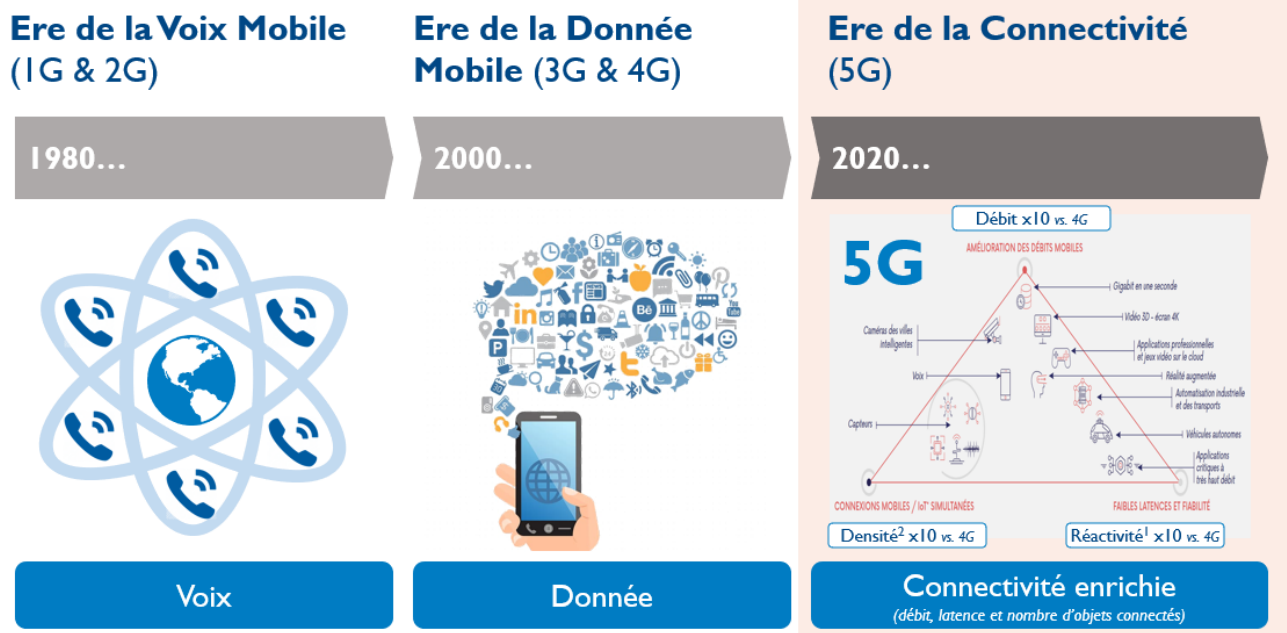 Ere de la Voix Mobile
(1G & 2G)
1980...
Voix
Ere de la Donnée
Mobile (3G & 4G)
2000...
Bē
You
Tube
P
24
Donnée
Ere de la Connectivité
(5G)
2020...
Débit x10 vs. 4G
5G
AMÉLIORATION DES DÉBITS MOBILES
Gigabit en une seconde
Vidéo 3D - écran 4K
Caméras des villes
intelligentes
Applications professionnelles
et jeux vidéo sur le cloud
Voix
Réalité augmentée
Automatisation industrielle
et des transports
Capteurs
Véhicules autonomes
Applications
critiques à
très haut débit
CONNEXIONS MOBILES / IoT* SIMULTANÉES
FAIBLES LATENCES ET FIABILITÉ
Densité² x10 vs. 4G
Réactivité¹ x10 vs. 4G
Connectivité enrichie
(débit, latence et nombre d'objets connectés)